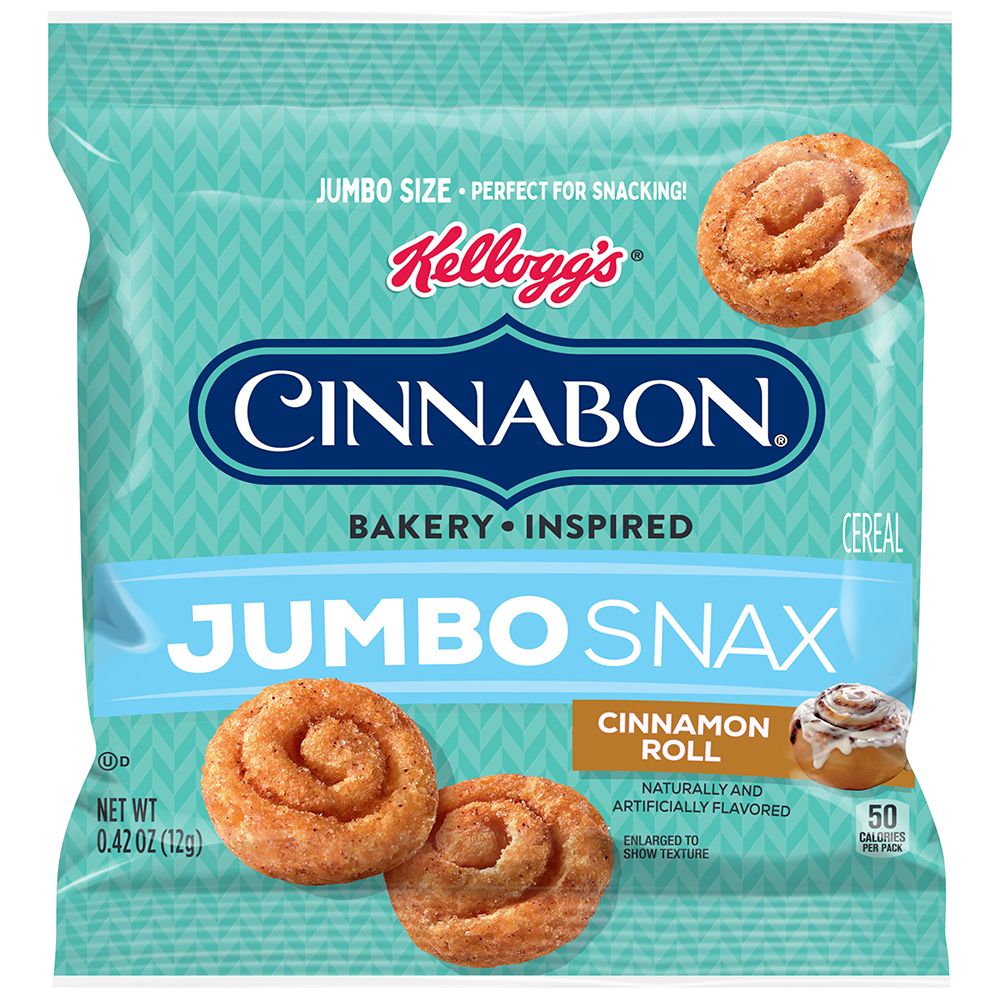 JUMBO SIZE • PERFECT FOR SNACKING!
Kellogg's®
CINNABON®
BAKERY • INSPIRED
CEREAL
JUMBO SNAX
CINNAMON
ROLL
NATURALLY AND
ARTIFICIALLY FLAVORED
ENLARGED TO
SHOW TEXTURE
50
CALORIES
PER PACK
Ⓤ D
NET WT
0.42 OZ (12g)